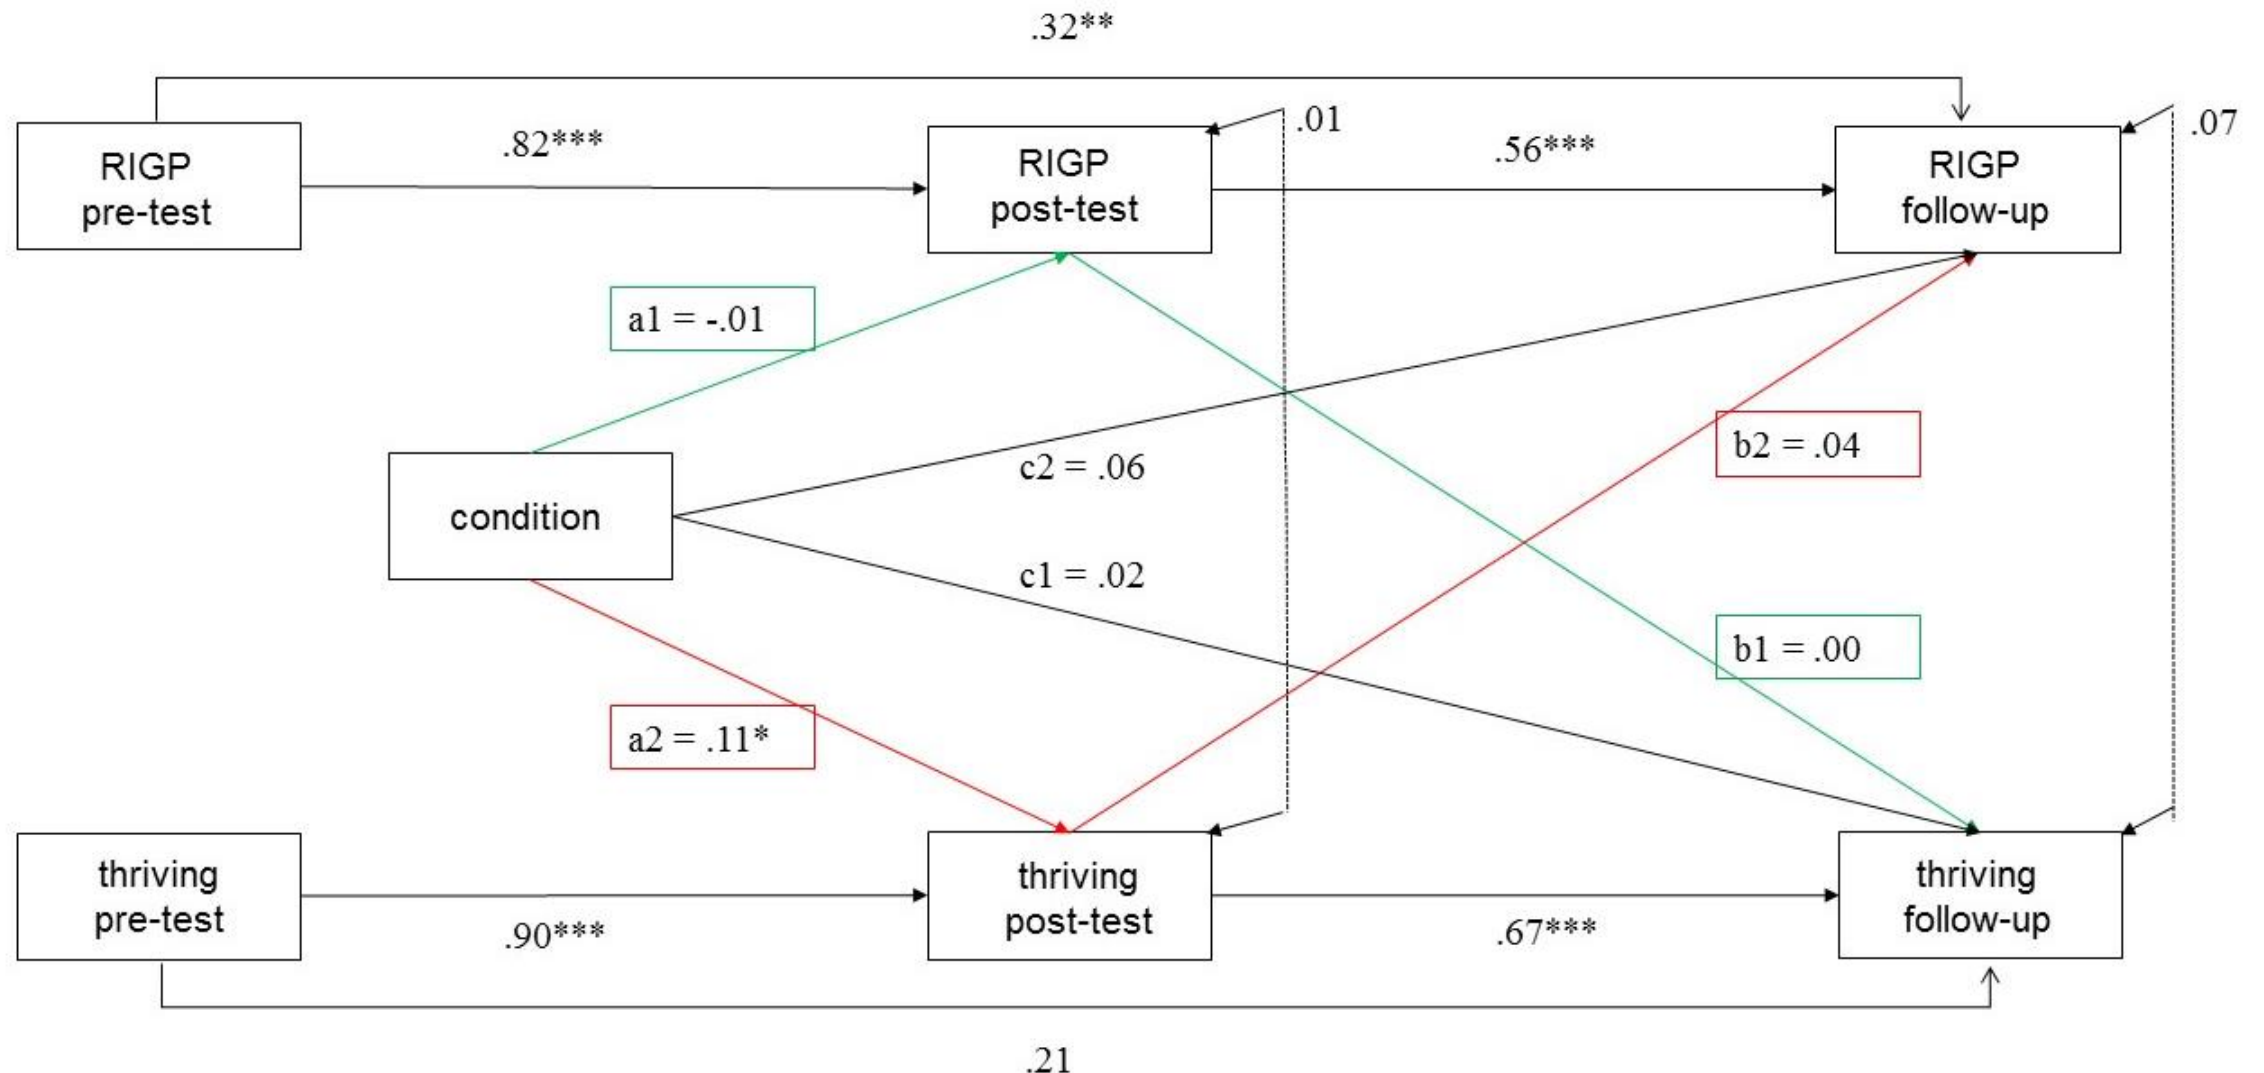 .32**
RIGP
pre-test
.82***
RIGP
post-test
.01
.56***
RIGP
follow-up
.07
a1 = -.01
condition
c2 = .06
c1 = .02
b2 = .04
b1 = .00
a2 = .11*
thriving
pre-test
.90***
thriving
post-test
.67***
thriving
follow-up
.21